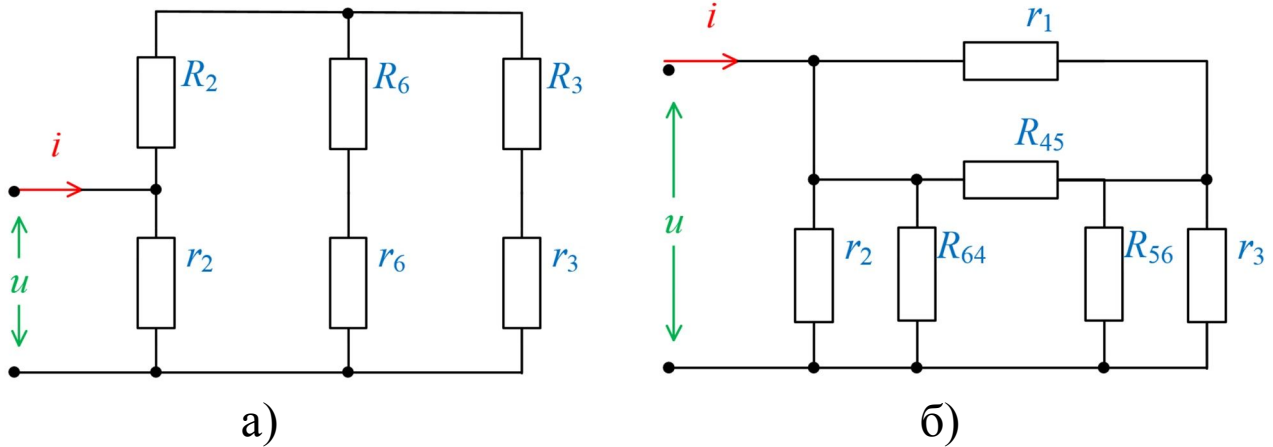 R₂ R₆ R₃
i
r₂ r₆ r₃
u
а)
i r₁
R₄₅
u
r₂ R₆₄ R₅₆ r₃
б)